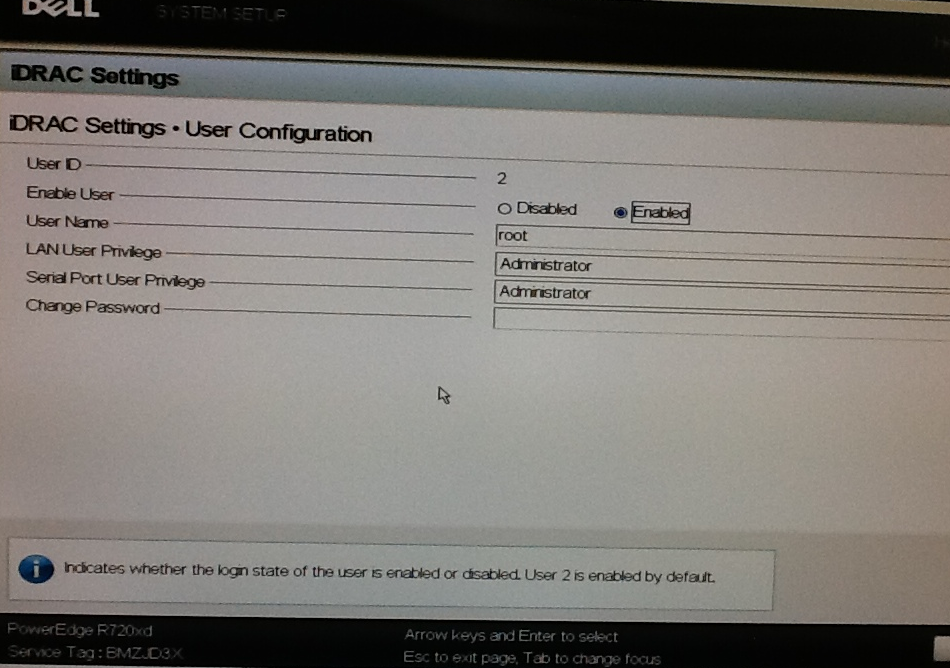 DELL SYSTEM SETUP
iDRAC Settings
iDRAC Settings • User Configuration
User ID 2
Enable User Disabled Enabled
User Name root
LAN User Privilege Administrator
Serial Port User Privilege Administrator
Change Password
Indicates whether the login state of the user is enabled or disabled. User 2 is enabled by default.
PowerEdge R720xd
Service Tag : BMZJD3X
Arrow keys and Enter to select
Esc to exit page, Tab to change focus